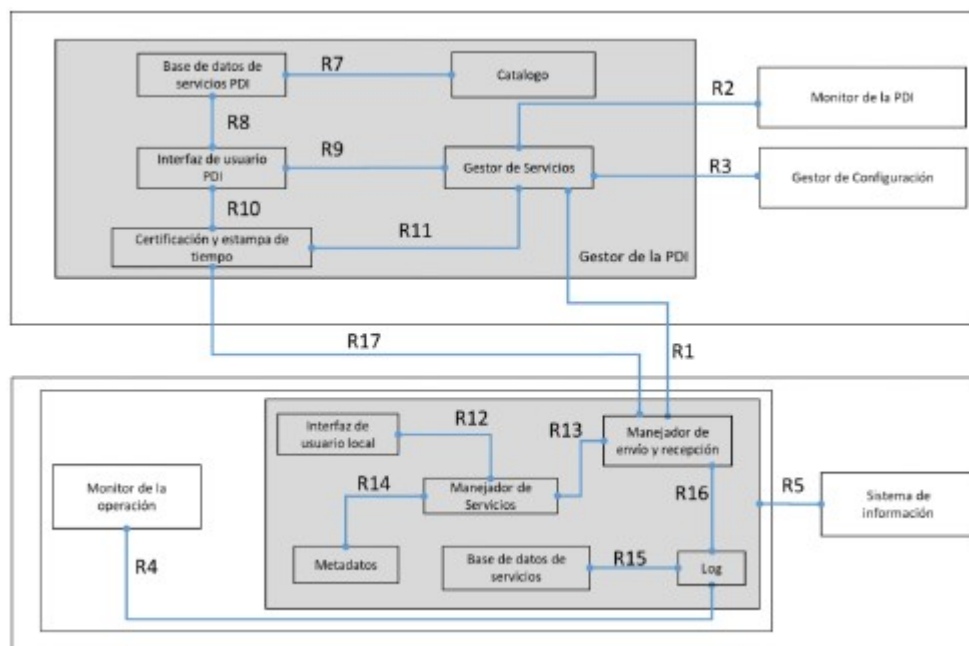 Base de datos de
servicios PDI
R7
Catalogo
R2
Monitor de la PDI
R8
Interfaz de usuario
PDI
R9
Gestor de Servicios
R3
Gestor de Configuración
R10
Certificación y estampa de
tiempo
R11
Gestor de la PDI
R17
R1
Interfaz de
usuario local
R12
R13
Manejador de
envío y recepción
Monitor de la
operación
R14
Manejador de
Servicios
R16
R5
Sistema de
información
Metadatos
Base de datos de
servicios
R15
Log
R4